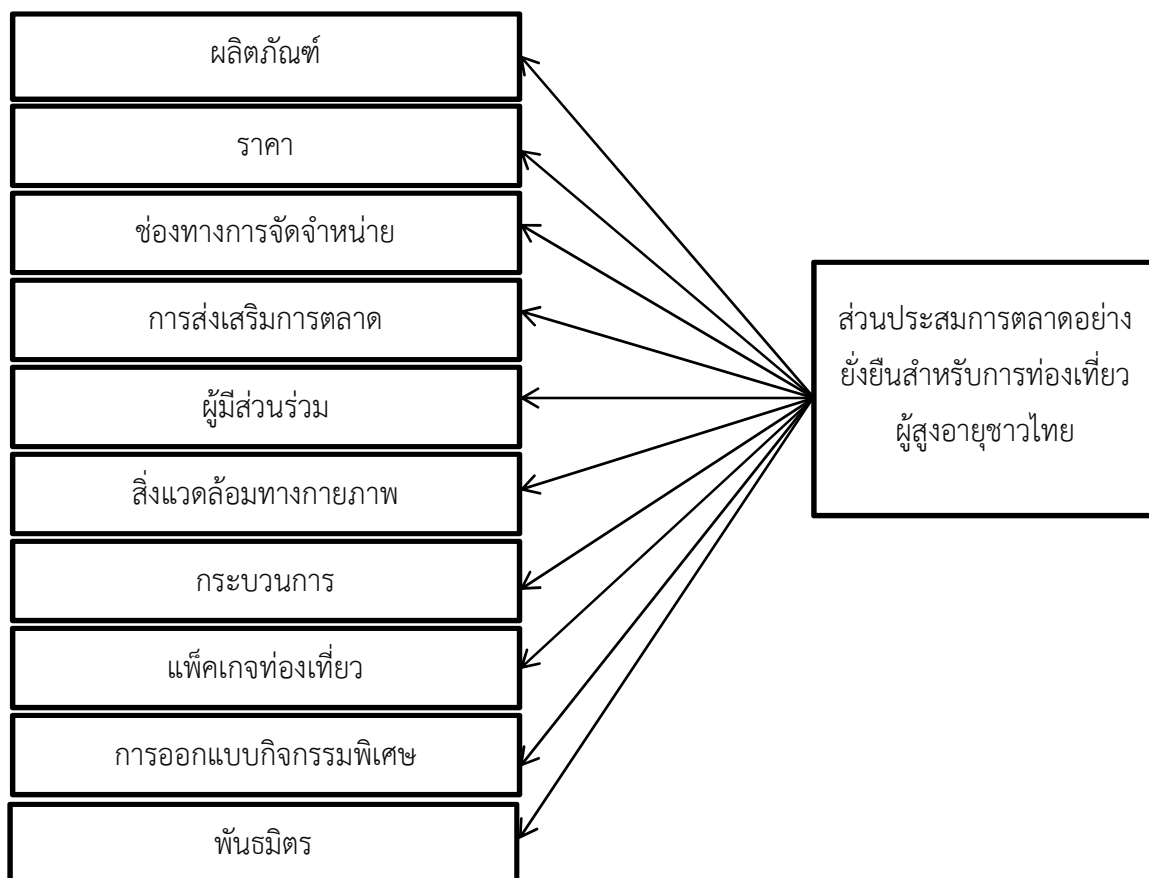 ผลิตภัณฑ์
ราคา
ช่องทางการจัดจำหน่าย
การส่งเสริมการตลาด
ผู้มีส่วนร่วม
สิ่งแวดล้อมทางกายภาพ
กระบวนการ
แพ็คเกจท่องเที่ยว
การออกแบบกิจกรรมพิเศษ
พันธมิตร
ส่วนประสมการตลาดอย่าง
ยั่งยืนสำหรับการท่องเที่ยว
ผู้สูงอายุชาวไทย